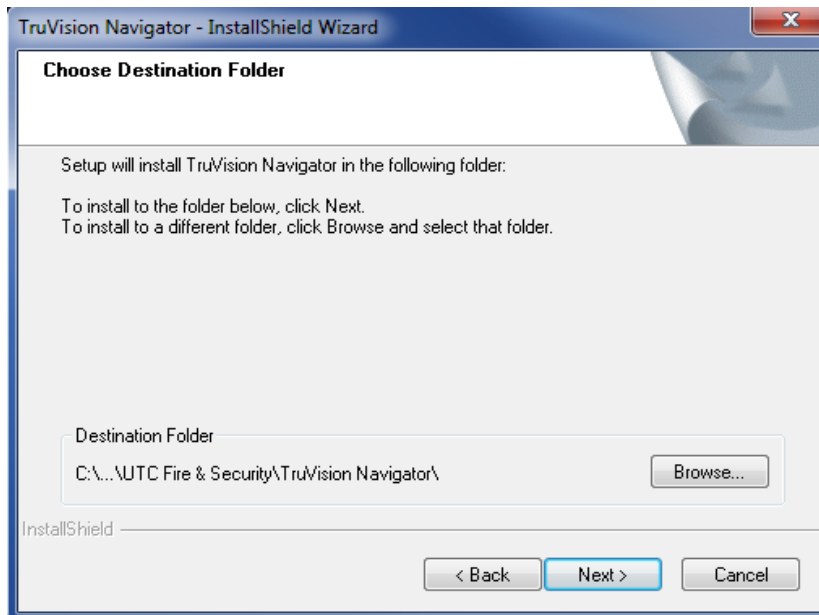 TruVision Navigator - InstallShield Wizard
Choose Destination Folder
Setup will install TruVision Navigator in the following folder:
To install to the folder below, click Next.
To install to a different folder, click Browse and select that folder.
Destination Folder
C:\...\UTC Fire & Security\TruVision Navigator\
Browse...
InstallShield
< Back
Next >
Cancel